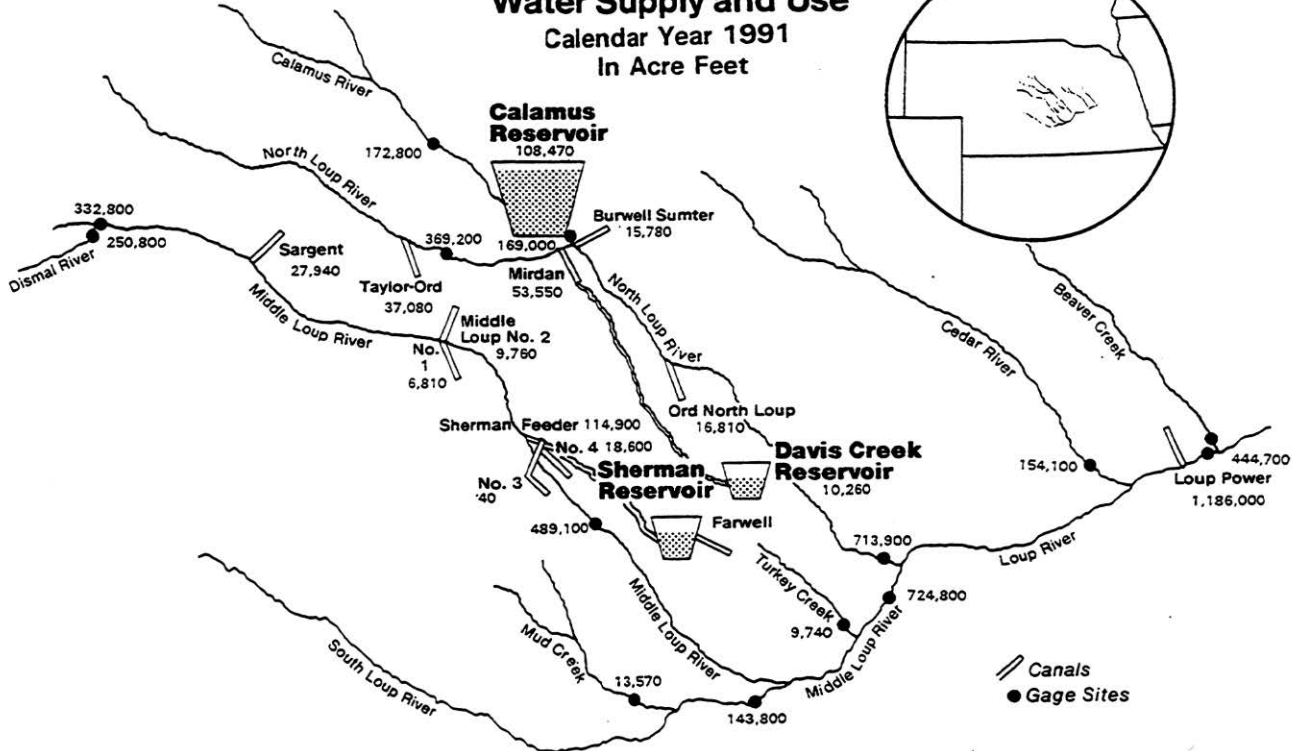 Water Supply and Use
Calendar Year 1991
In Acre Feet
Calamus River
Calamus
Reservoir
108,470
172,800
North Loup River
332,800
250,800
Dismal River
Sargent
27,940
369,200
169,000
Burwell Sumter
15,780
Taylor-Ord
37,080
Mirdan
53,550
Middle Loup River
Middle
Loup No. 2
9,760
No.
1
6,810
North Loup River
Cedar River
Beaver Creek
Ord North Loup
16,810
Sherman Feeder 114,900
No. 4 18,600
No. 3
40
Sherman
Reservoir
Davis Creek
Reservoir
10,260
154,100
444,700
Loup Power
1,186,000
489,100
Farwell
713,900
Loup River
Turkey Creek
9,740
724,800
Middle Loup River
Middle Loup River
Mud Creek
South Loup River
13,570
143,800
Canals
Gage Sites